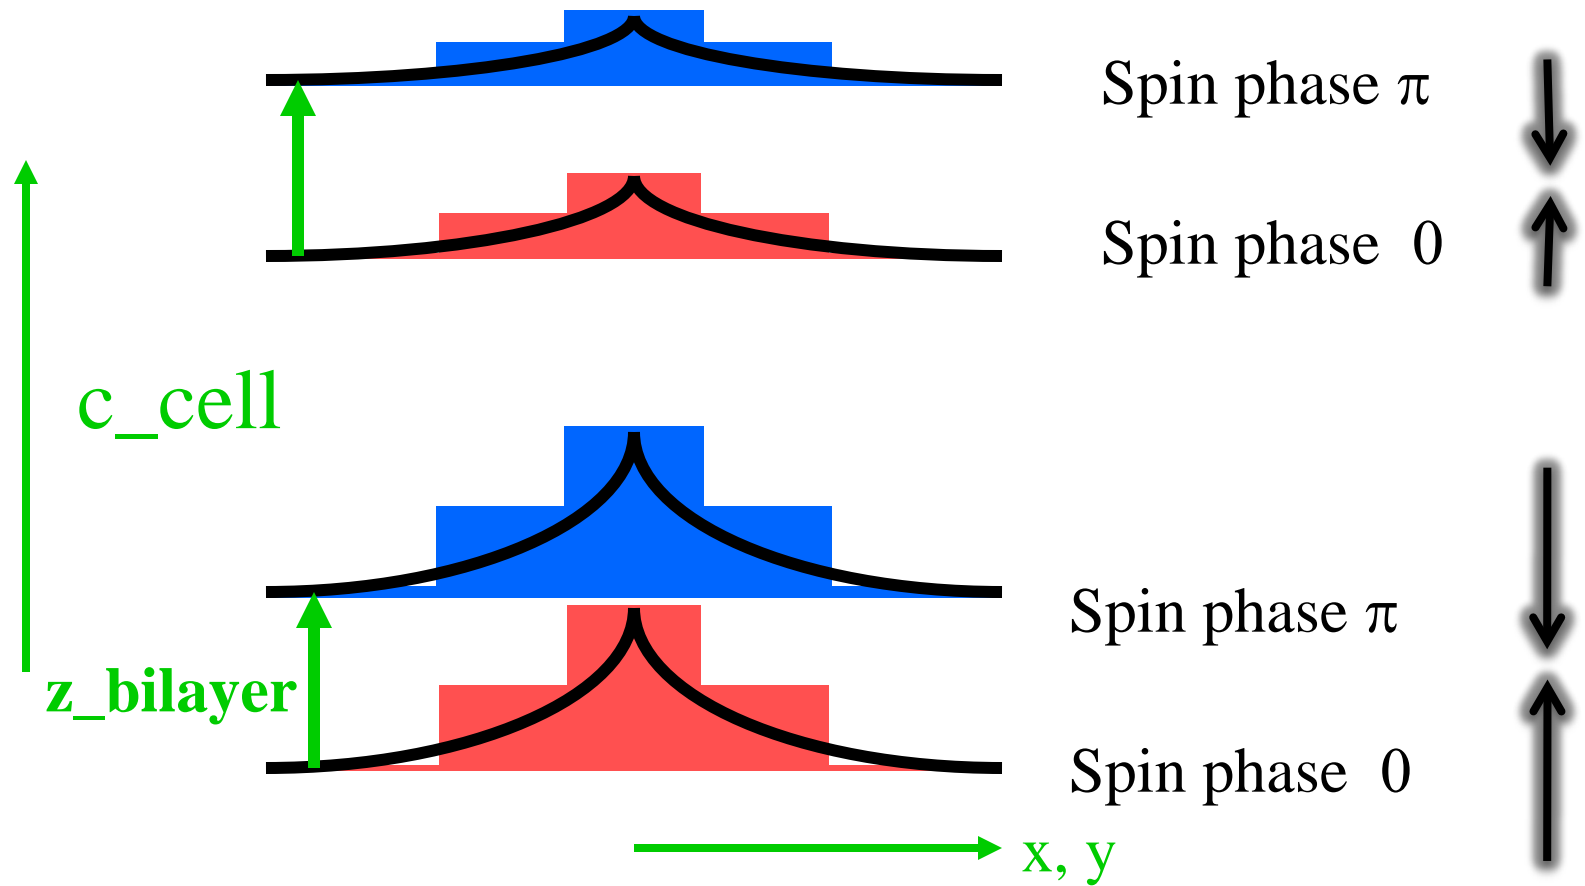 Spin phase π
Spin phase 0
c_cell
Spin phase π
z_bilayer
Spin phase 0
x, y